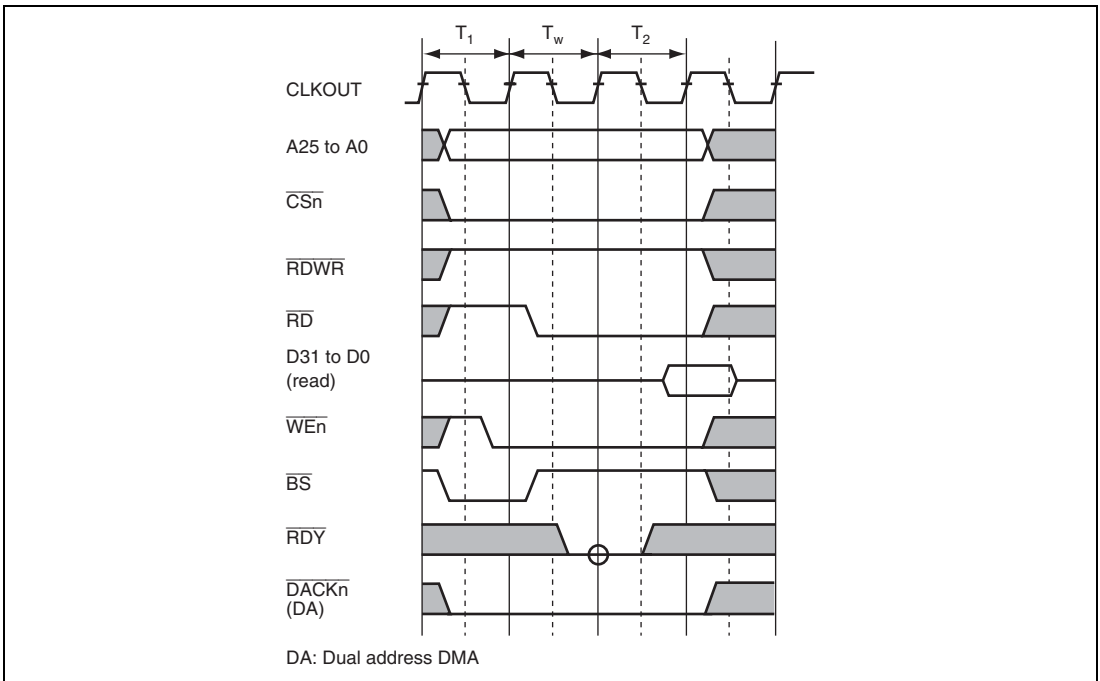 T1 Tw T2
CLKOUT
A25 to A0
CSn
RDWR
RD
D31 to D0
(read)
WEn
BS
RDY
DACKn
(DA)
DA: Dual address DMA